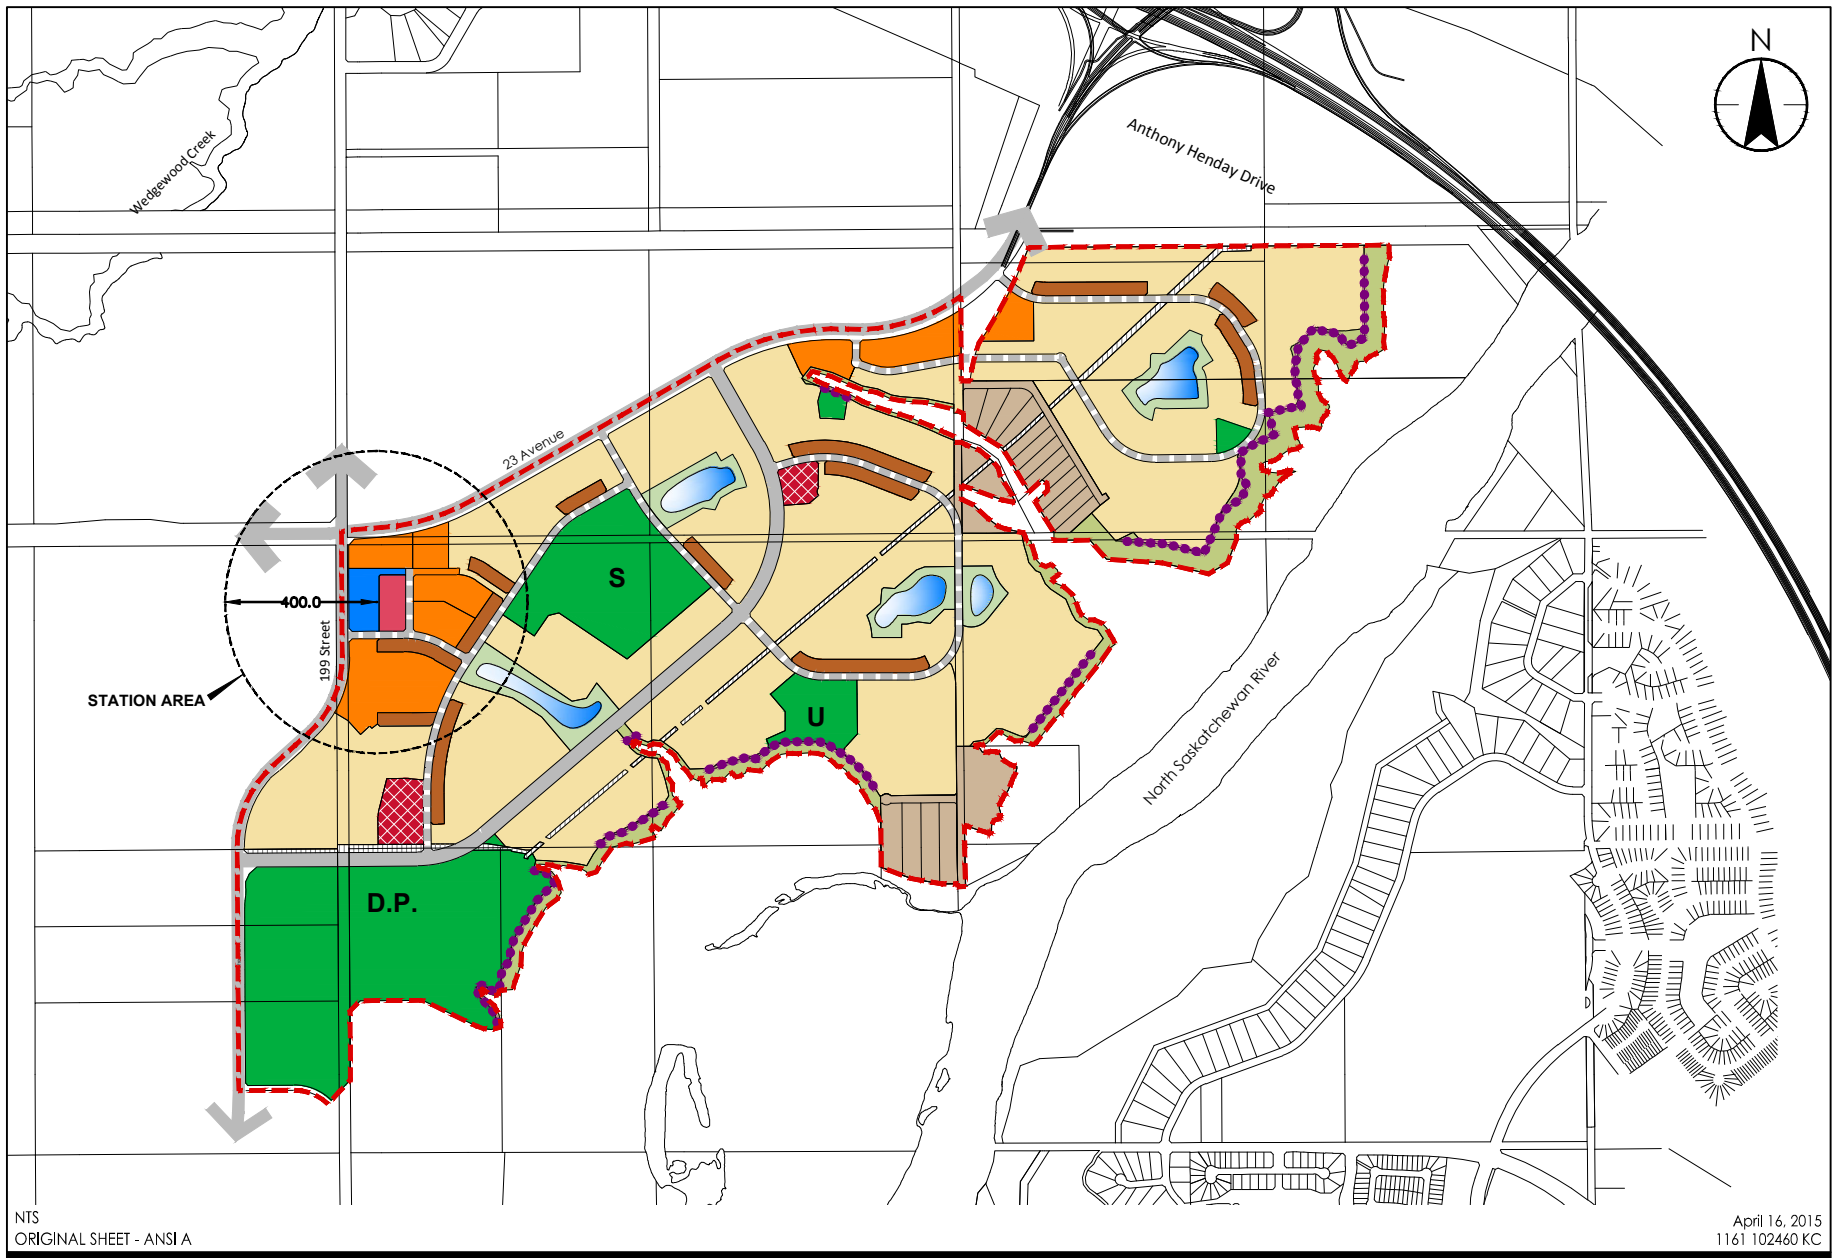 N
Anthony Henday Drive
Wedgewood Creek
23 Avenue
S
400.0
199 Street
STATION AREA
U
North Saskatchewan River
D.P.
NTS
ORIGINAL SHEET - ANSI A
April 16, 2015
1161 102460 KC